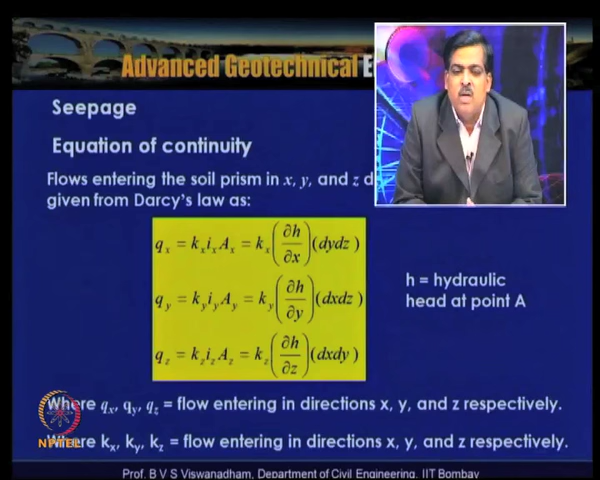 Advanced Geotechnical E
Seepage
Equation of continuity
Flows entering the soil prism in x, y, and z d
given from Darcy's law as:
q_x = k_x i_x A_x = k_x (∂h/∂x) (dydz)
q_y = k_y i_y A_y = k_y (∂h/∂y) (dxdz)
q_z = k_z i_z A_z = k_z (∂h/∂z) (dxdy)
h = hydraulic
head at point A
Where q_x, q_y, q_z = flow entering in directions x, y, and z respectively.
Where k_x, k_y, k_z = flow entering in directions x, y, and z respectively.
NPTEL
Prof. B V S Viswanadham, Department of Civil Engineering, IIT Bombay